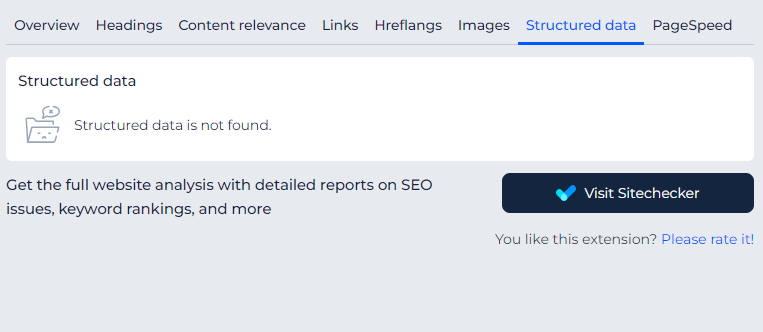 Overview Headings Content relevance Links Hreflangs Images Structured data PageSpeed
Structured data
Structured data is not found.
Get the full website analysis with detailed reports on SEO
issues, keyword rankings, and more
Visit Sitechecker
You like this extension? Please rate it!